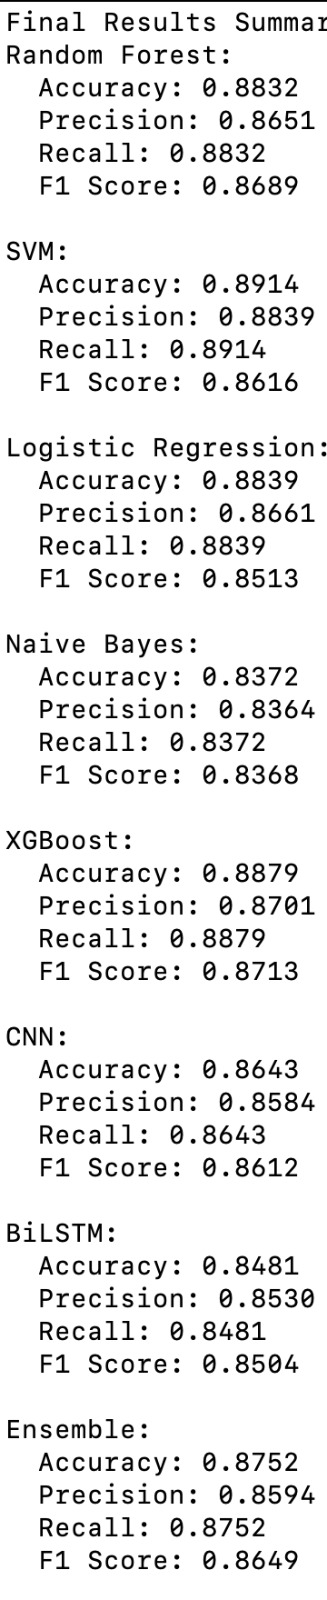 Final Results Summar
Random Forest:
Accuracy: 0.8832
Precision: 0.8651
Recall: 0.8832
F1 Score: 0.8689
SVM:
Accuracy: 0.8914
Precision: 0.8839
Recall: 0.8914
F1 Score: 0.8616
Logistic Regression:
Accuracy: 0.8839
Precision: 0.8661
Recall: 0.8839
F1 Score: 0.8513
Naive Bayes:
Accuracy: 0.8372
Precision: 0.8364
Recall: 0.8372
F1 Score: 0.8368
XGBoost:
Accuracy: 0.8879
Precision: 0.8701
Recall: 0.8879
F1 Score: 0.8713
CNN:
Accuracy: 0.8643
Precision: 0.8584
Recall: 0.8643
F1 Score: 0.8612
BiLSTM:
Accuracy: 0.8481
Precision: 0.8530
Recall: 0.8481
F1 Score: 0.8504
Ensemble:
Accuracy: 0.8752
Precision: 0.8594
Recall: 0.8752
F1 Score: 0.8649